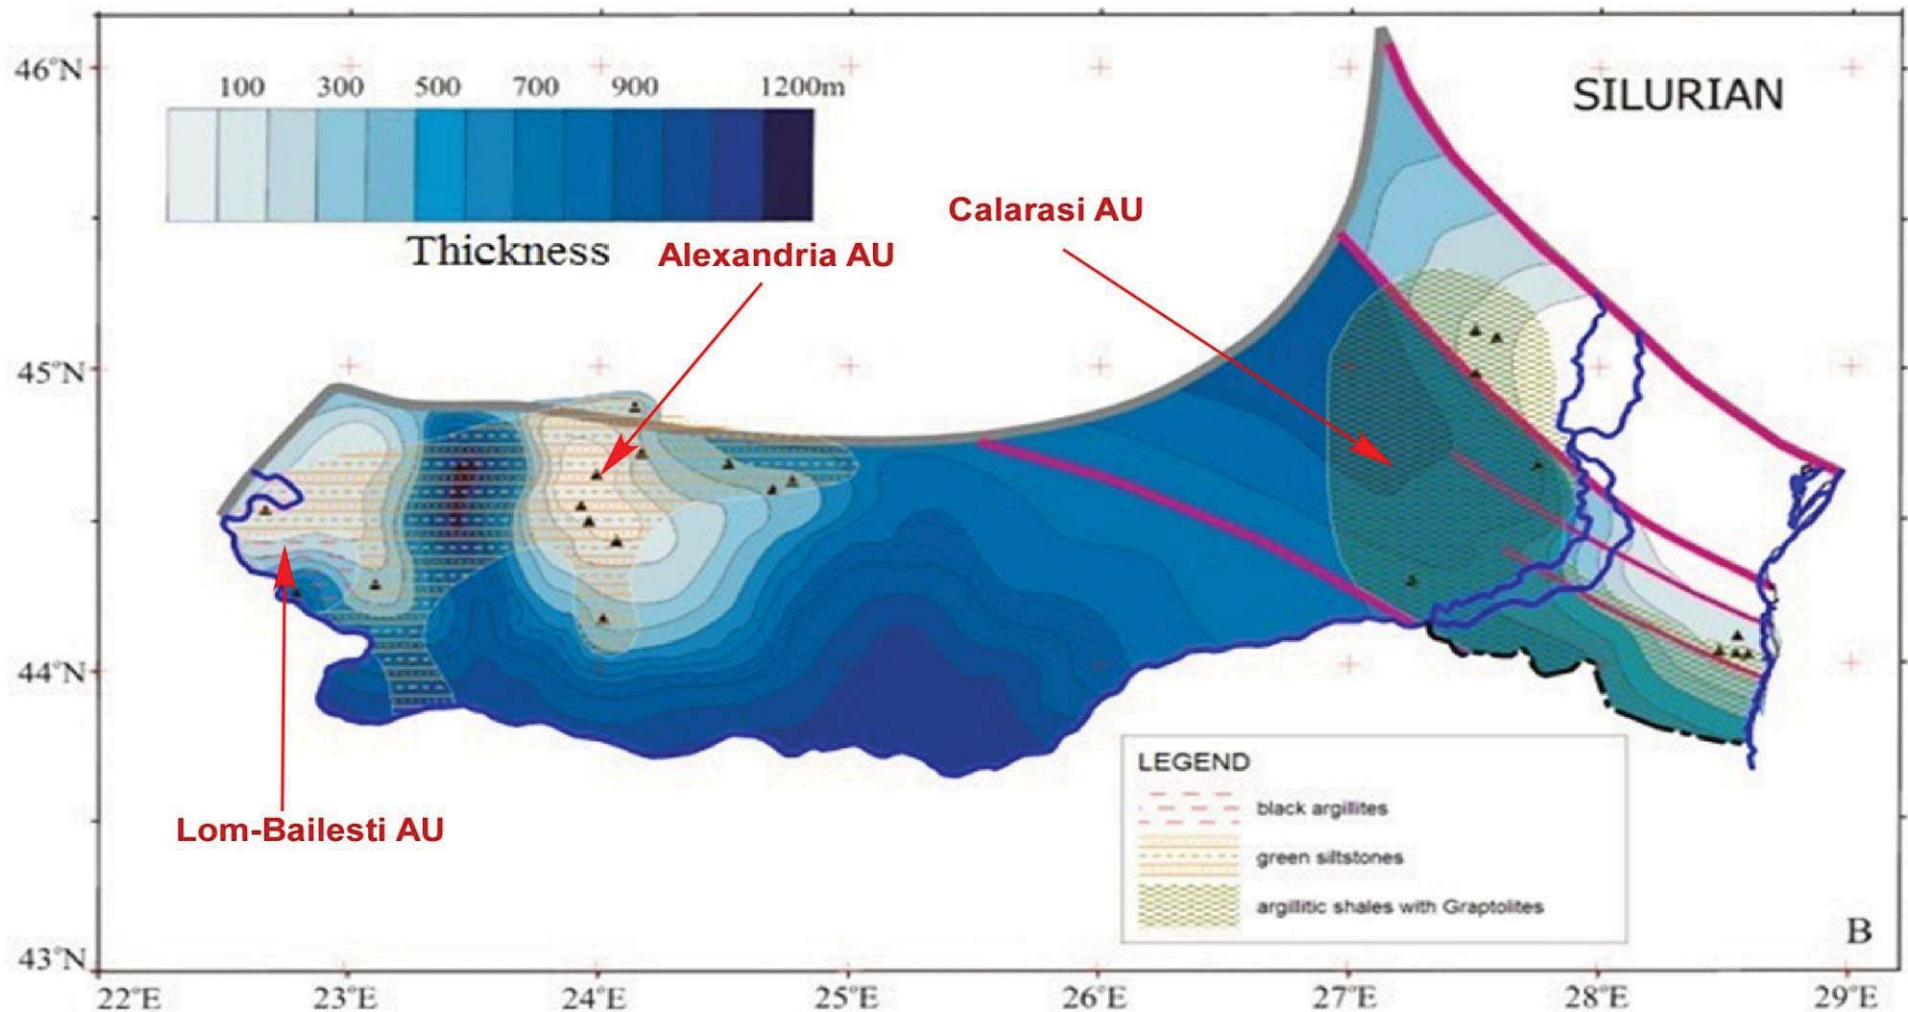 46°N
100 300 500 700 900 1200m
SILURIAN
Thickness
Calarasi AU
Alexandria AU
45°N
44°N
Lom-Bailesti AU
LEGEND
black argillites
green siltstones
argillitic shales with Graptolites
B
43°N
22°E 23°E 24°E 25°E 26°E 27°E 28°E 29°E